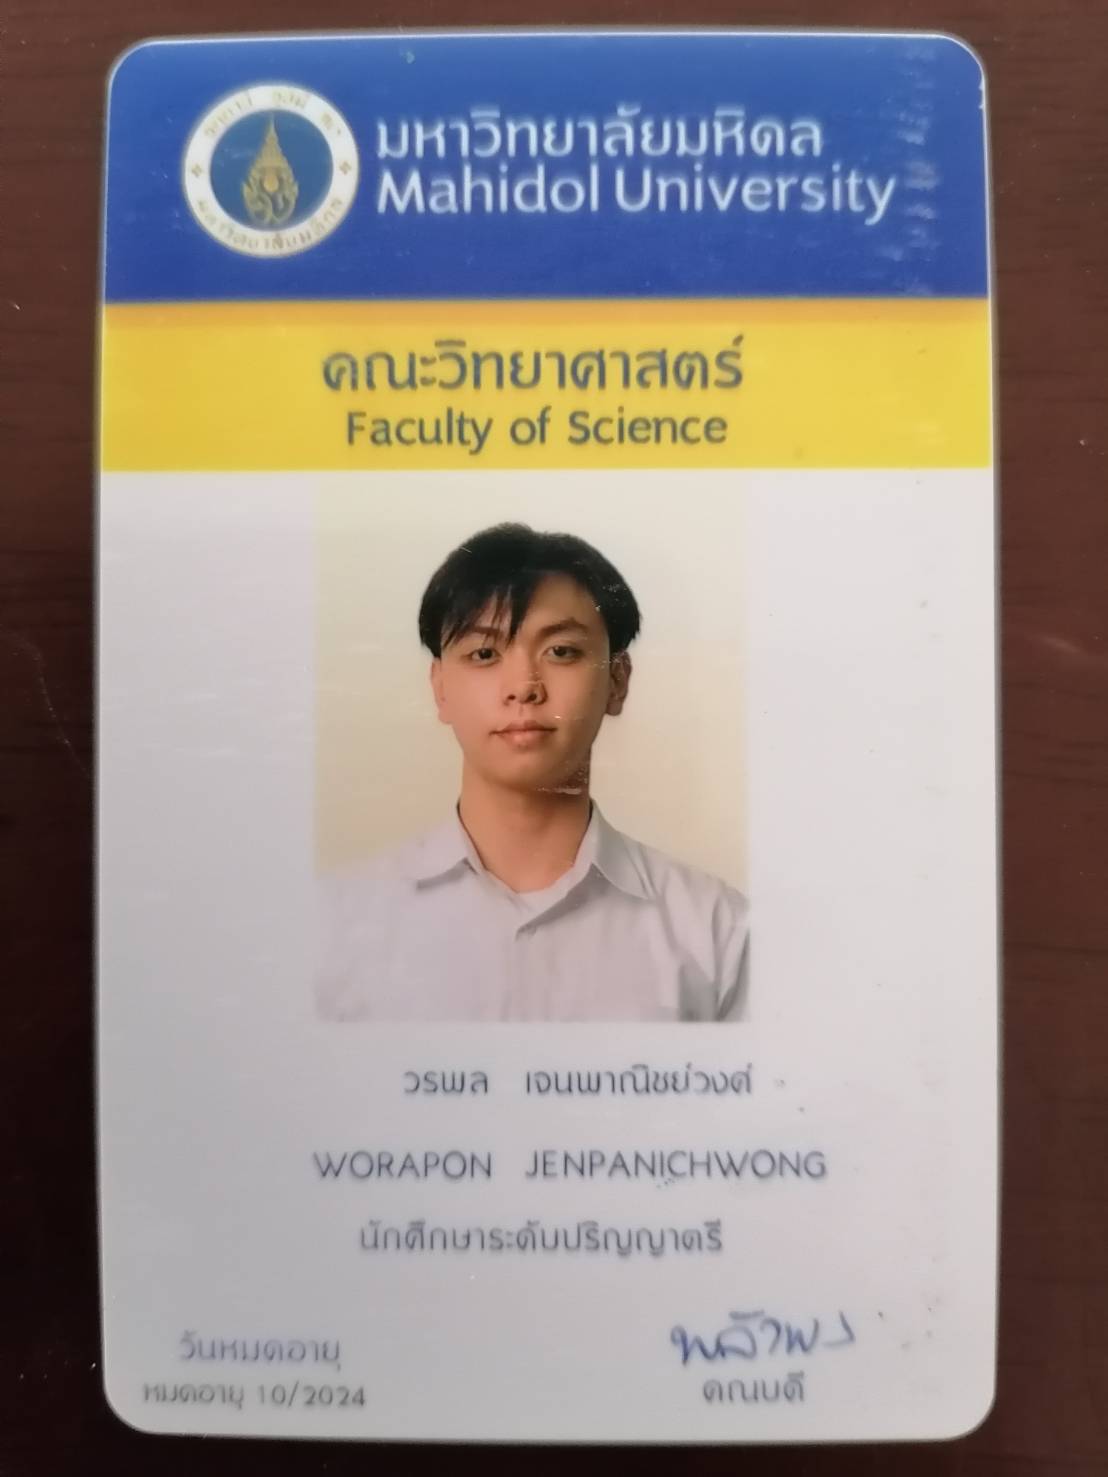 มหาวิทยาลัยมหิดล
Mahidol University
คณะวิทยาศาสตร์
Faculty of Science
วรพล เจนพาณิชย์วงศ์
WORAPON JENPANICHWONG
นักศึกษาระดับปริญญาตรี
วันหมดอายุ
หมดอายุ 10/2024
คณบดี